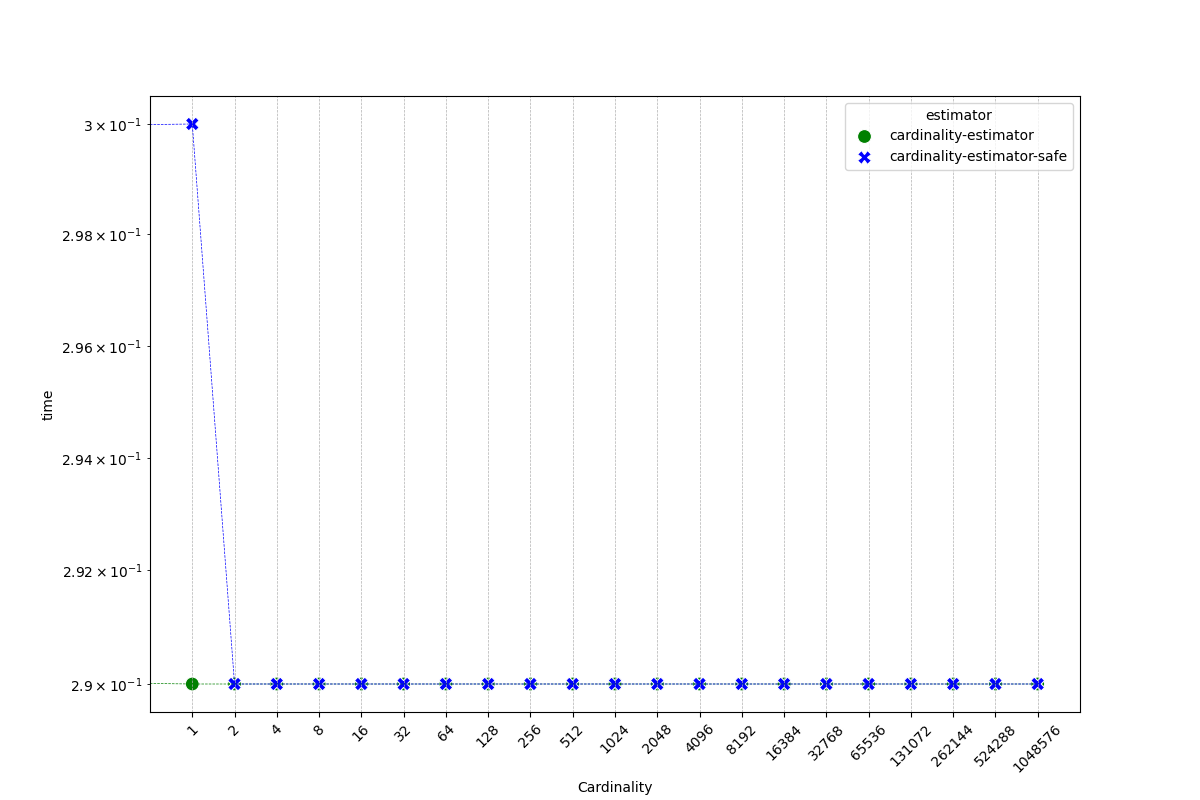 estimator
cardinality-estimator
cardinality-estimator-safe
3 × 10⁻¹
2.98 × 10⁻¹
2.96 × 10⁻¹
2.94 × 10⁻¹
2.92 × 10⁻¹
2.9 × 10⁻¹
time
1 2 4 8 16 32 64 128 256 512 1024 2048 4096 8192 16384 32768 65536 131072 262144 524288 1048576
Cardinality